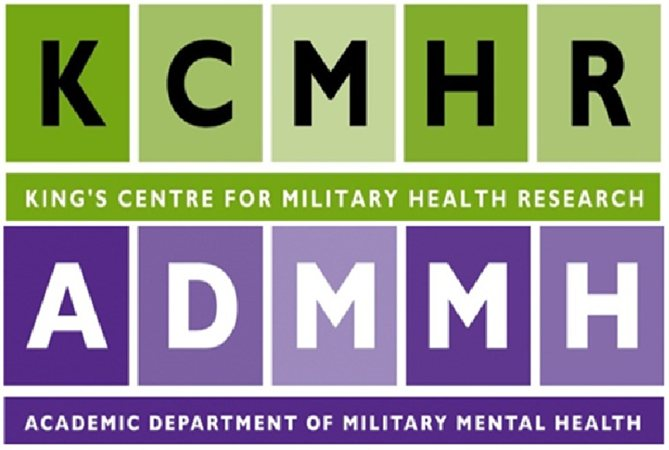 KCMHR
KING'S CENTRE FOR MILITARY HEALTH RESEARCH
ADMMH
ACADEMIC DEPARTMENT OF MILITARY MENTAL HEALTH